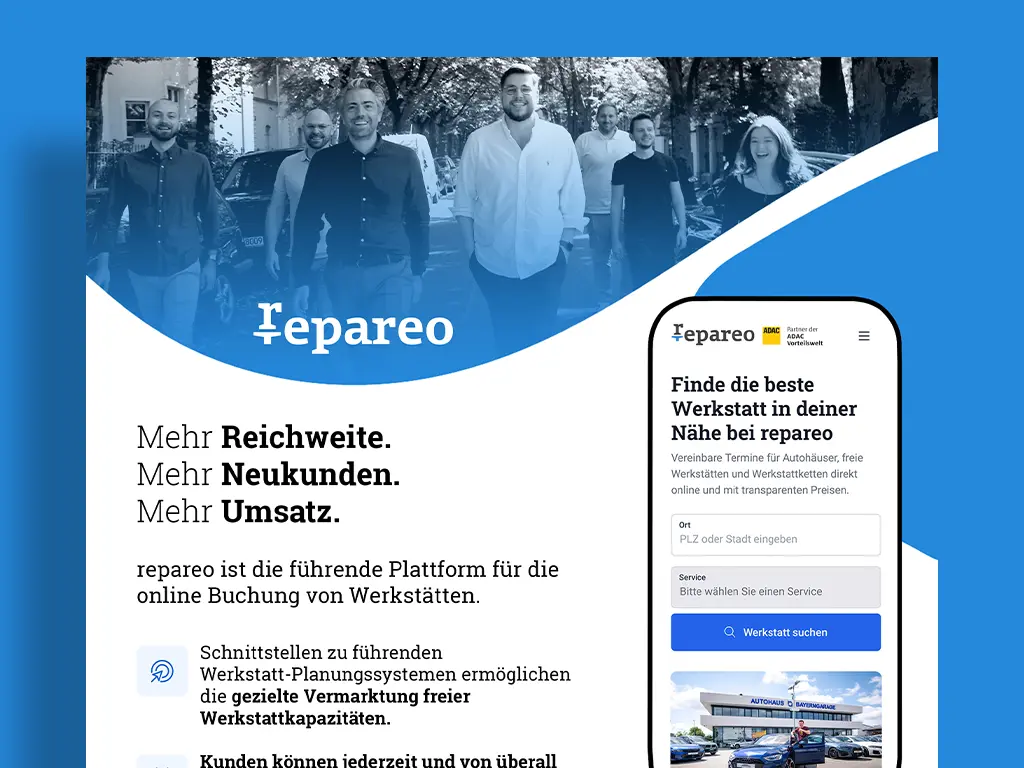 repareo
Mehr Reichweite.
Mehr Neukunden.
Mehr Umsatz.
repareo ist die führende Plattform für die
online Buchung von Werkstätten.
Schnittstellen zu führenden
Werkstatt-Planungssystemen ermöglichen
die gezielte Vermarktung freier
Werkstattkapazitäten.
Kunden können jederzeit und von überall
repareo
ADAC
Partner der
ADAC
Vorteilswelt
Finde die beste
Werkstatt in deiner
Nähe bei repareo
Vereinbare Termine für Autohäuser, freie
Werkstätten und Werkstattketten direkt
online und mit transparenten Preisen.
Ort
PLZ oder Stadt eingeben
Service
Bitte wählen Sie einen Service
Werkstatt suchen
AUTOHAUS BAYERNGARAGE